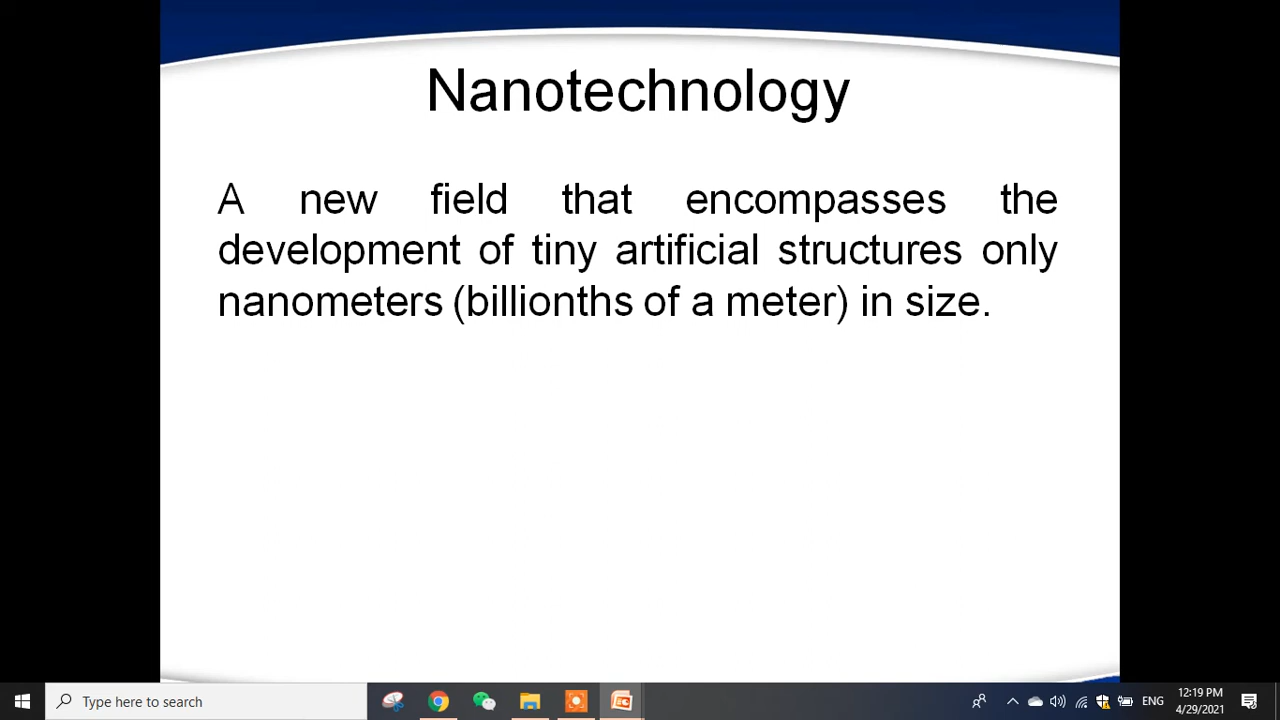 Nanotechnology
A new field that encompasses the
development of tiny artificial structures only
nanometers (billionths of a meter) in size.
Type here to search
ENG
12:19 PM
4/29/2021